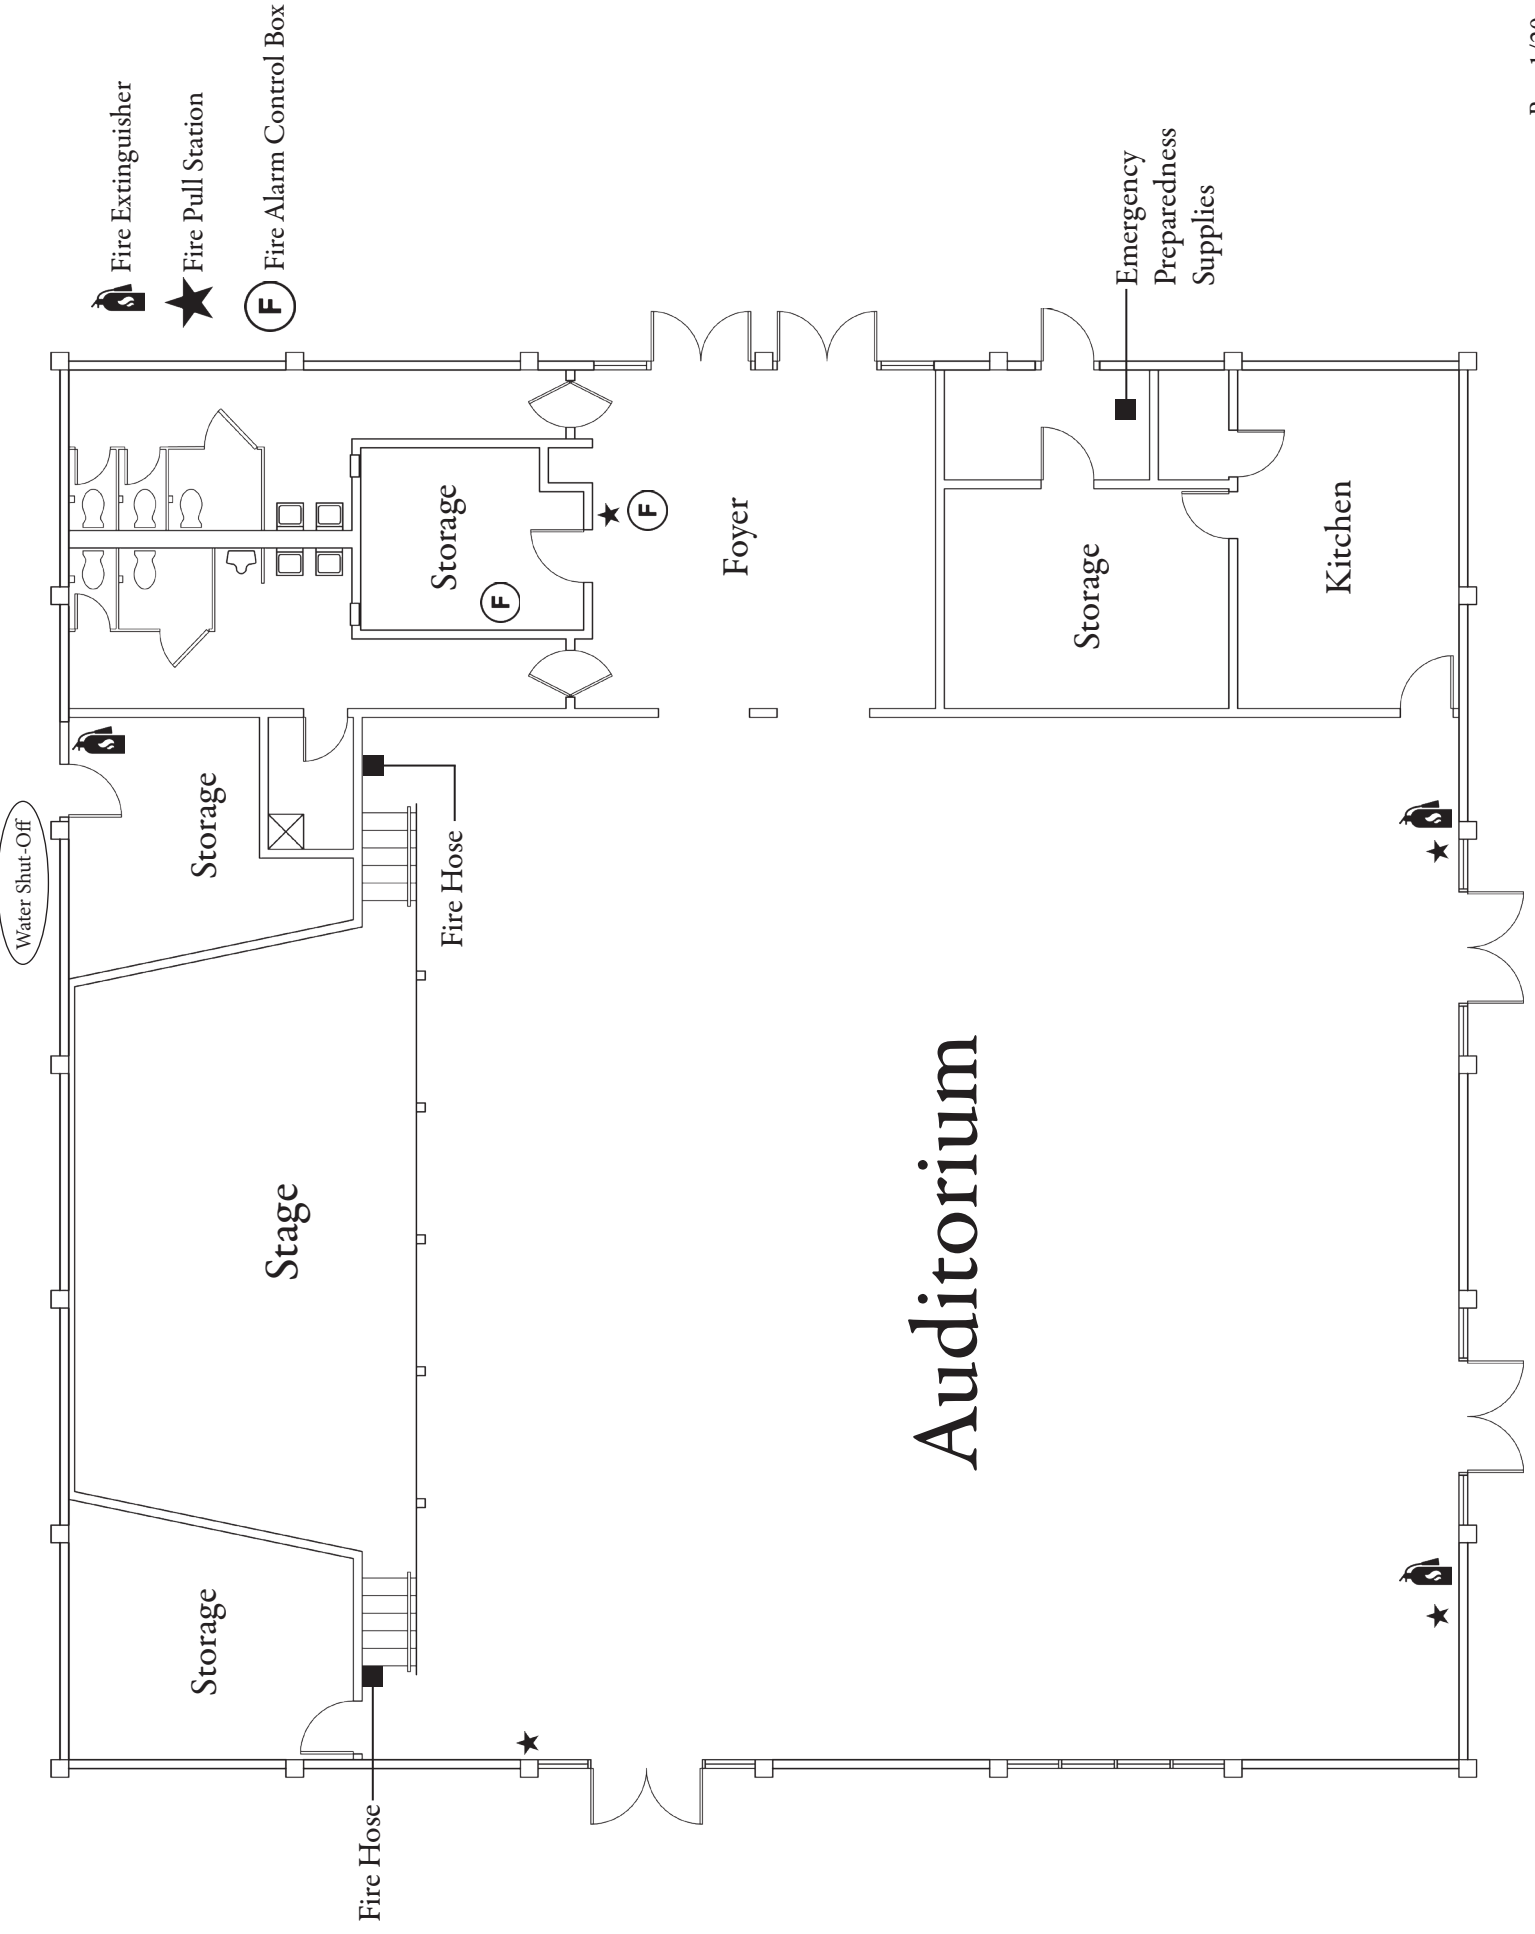 Fire Extinguisher
Fire Pull Station
F Fire Alarm Control Box
Water Shut-Off
Storage
Stage
Storage
Fire Hose
Fire Hose
Storage
F
F
Foyer
Auditorium
Storage
Emergency
Preparedness
Supplies
Kitchen